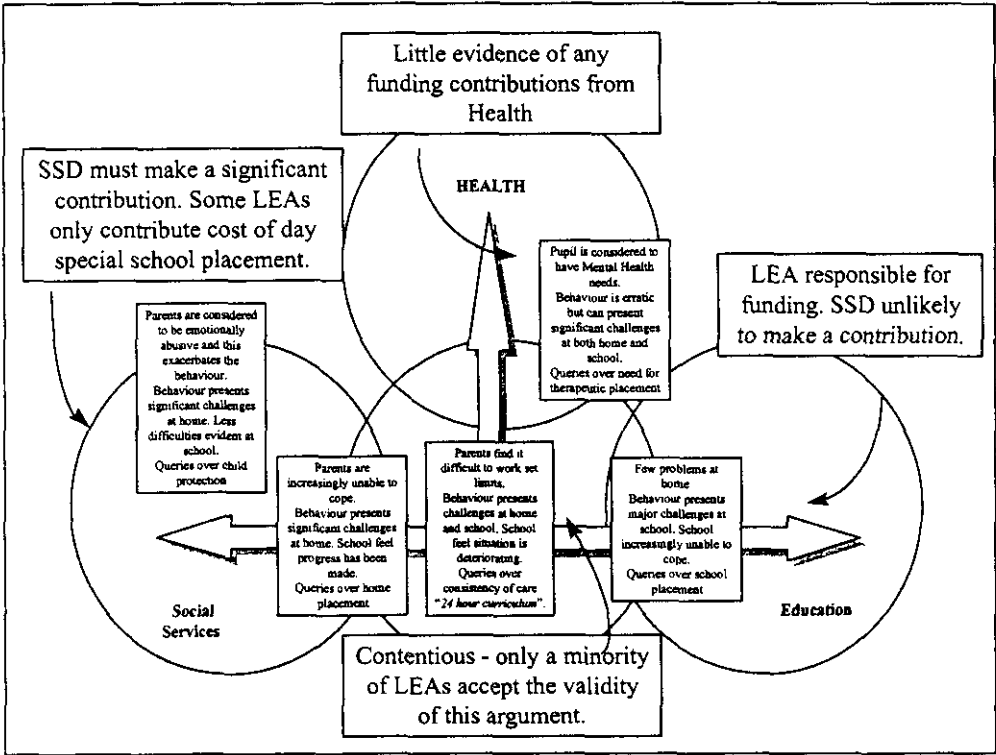 Little evidence of any
funding contributions from
Health
SSD must make a significant
contribution. Some LEAs
only contribute cost of day
special school placement.
HEALTH
Pupil is considered to
have Mental Health
needs.
Behaviour is erratic
but can present
significant challenges
at both home and
school.
Queries over need for
therapeutic placement
LEA responsible for
funding. SSD unlikely
to make a contribution.
Parents are considered
to be emotionally
abusive and this
exacerbates the
behaviour.
Behaviour presents
significant challenges
at home. Less
difficulties evident at
school.
Queries over child
protection
Parents are
increasingly unable to
cope.
Behaviour presents
significant challenges
at home. School feel
progress has been
made.
Queries over home
placement
Parents find it
difficult to work set
limits.
Behaviour presents
challenges at home
and school. School
feel situation is
deteriorating.
Queries over
consistency of care
"24 hour curriculum".
Few problems at
home
Behaviour presents
major challenges at
school. School
increasingly unable to
cope.
Queries over school
placement
Social
Services
Education
Contentious - only a minority
of LEAs accept the validity
of this argument.